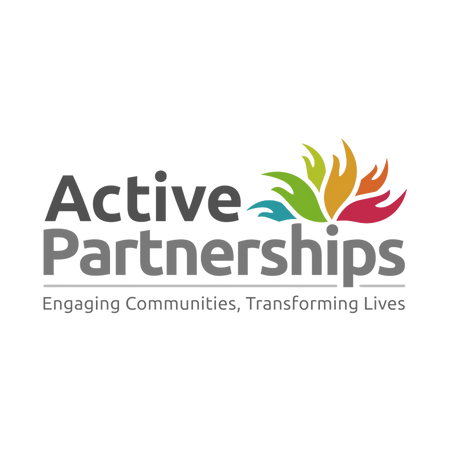 Active
Partnerships
Engaging Communities, Transforming Lives